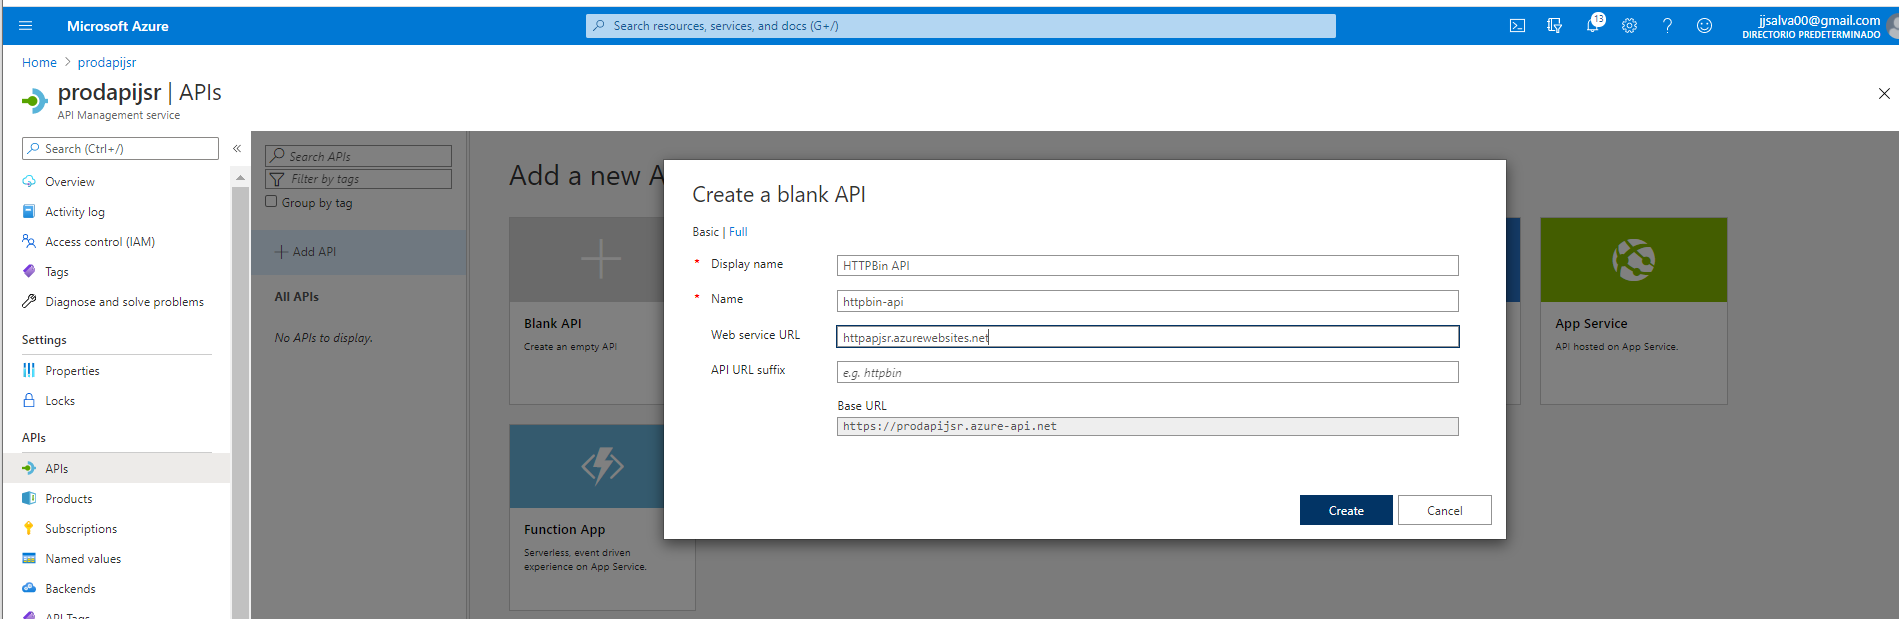 Microsoft Azure
Search resources, services, and docs (G+/)
13
jjsalva00@gmail.com
DIRECTORIO PREDETERMINADO
Home > prodapijsr
prodapijsr | APIs
API Management service
Search (Ctrl+/)
«
Overview
Activity log
Access control (IAM)
Tags
Diagnose and solve problems
Settings
Properties
Locks
APIs
APIs
Products
Subscriptions
Named values
Backends
API Tags
Search APIs
Filter by tags
Group by tag
+ Add API
All APIs
No APIs to display.
Add a new A
Blank API
Create an empty API
Function App
Serverless, event driven
experience on App Service.
App Service
API hosted on App Service.
Create a blank API
Basic | Full
* Display name
HTTPBin API
* Name
httpbin-api
Web service URL
httpapjsr.azurewebsites.net
API URL suffix
e.g. httpbin
Base URL
https://prodapijsr.azure-api.net
Create
Cancel